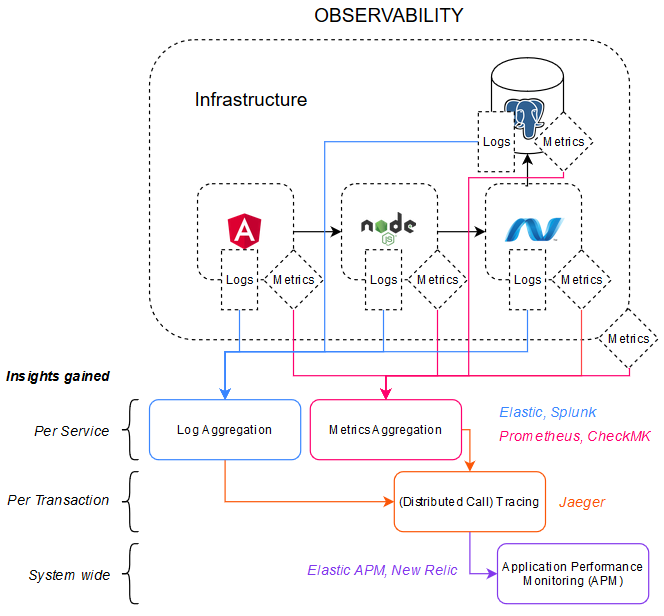 OBSERVABILITY
Infrastructure
Logs
Metrics
node
JS
Logs
Metrics
Logs
Metrics
Logs
Metrics
Metrics
Insights gained
Per Service
Log Aggregation
Metrics Aggregation
Elastic, Splunk
Prometheus, CheckMK
Per Transaction
(Distributed Call) Tracing
Jaeger
System wide
Elastic APM, New Relic
Application Performance
Monitoring (APM)